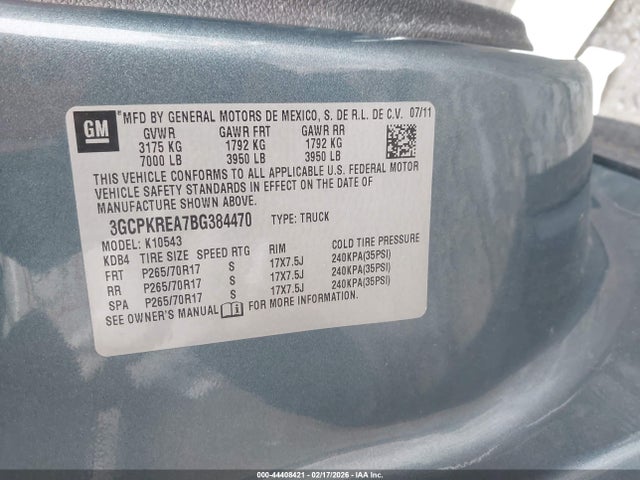 GM
® MFD BY GENERAL MOTORS DE MEXICO, S. DE R.L. DE C.V. 07/11
GVWR GAWR FRT GAWR RR
3175 KG 1792 KG 1792 KG
7000 LB 3950 LB 3950 LB
THIS VEHICLE CONFORMS TO ALL APPLICABLE U.S. FEDERAL MOTOR
VEHICLE SAFETY STANDARDS IN EFFECT ON THE DATE OF
MANUFACTURE SHOWN ABOVE.
3GCPKREA7BG384470 TYPE: TRUCK
MODEL: K10543
KDB4 TIRE SIZE SPEED RTG RIM COLD TIRE PRESSURE
FRT P265/70R17 S 17X7.5J 240KPA(35PSI)
RR P265/70R17 S 17X7.5J 240KPA(35PSI)
SPA P265/70R17 S 17X7.5J 240KPA(35PSI)
SEE OWNER'S MANUAL FOR MORE INFORMATION.
000-44408421 - 02/17/2026 - IAA Inc.